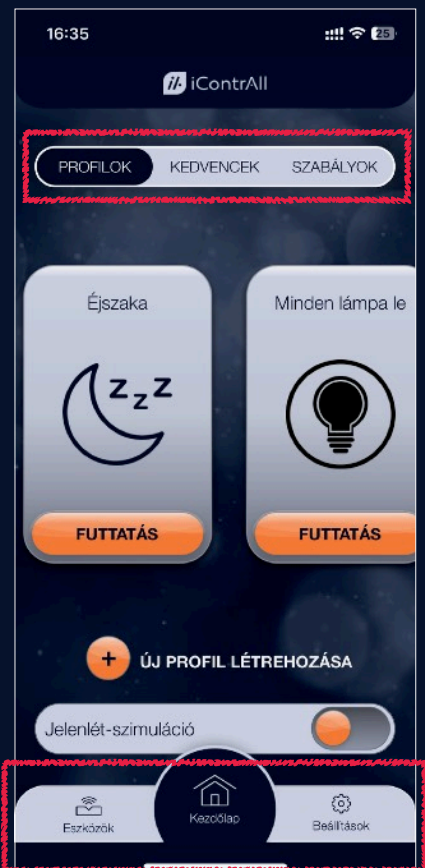 16:35
25
iContrAll
PROFILOK KEDVENCEK SZABÁLYOK
Éjszaka
Minden lámpa le
z z z
FUTTATÁS
FUTTATÁS
+ ÚJ PROFIL LÉTREHOZÁSA
Jelenlét-szimuláció
Eszközök Kezdőlap Beállítások